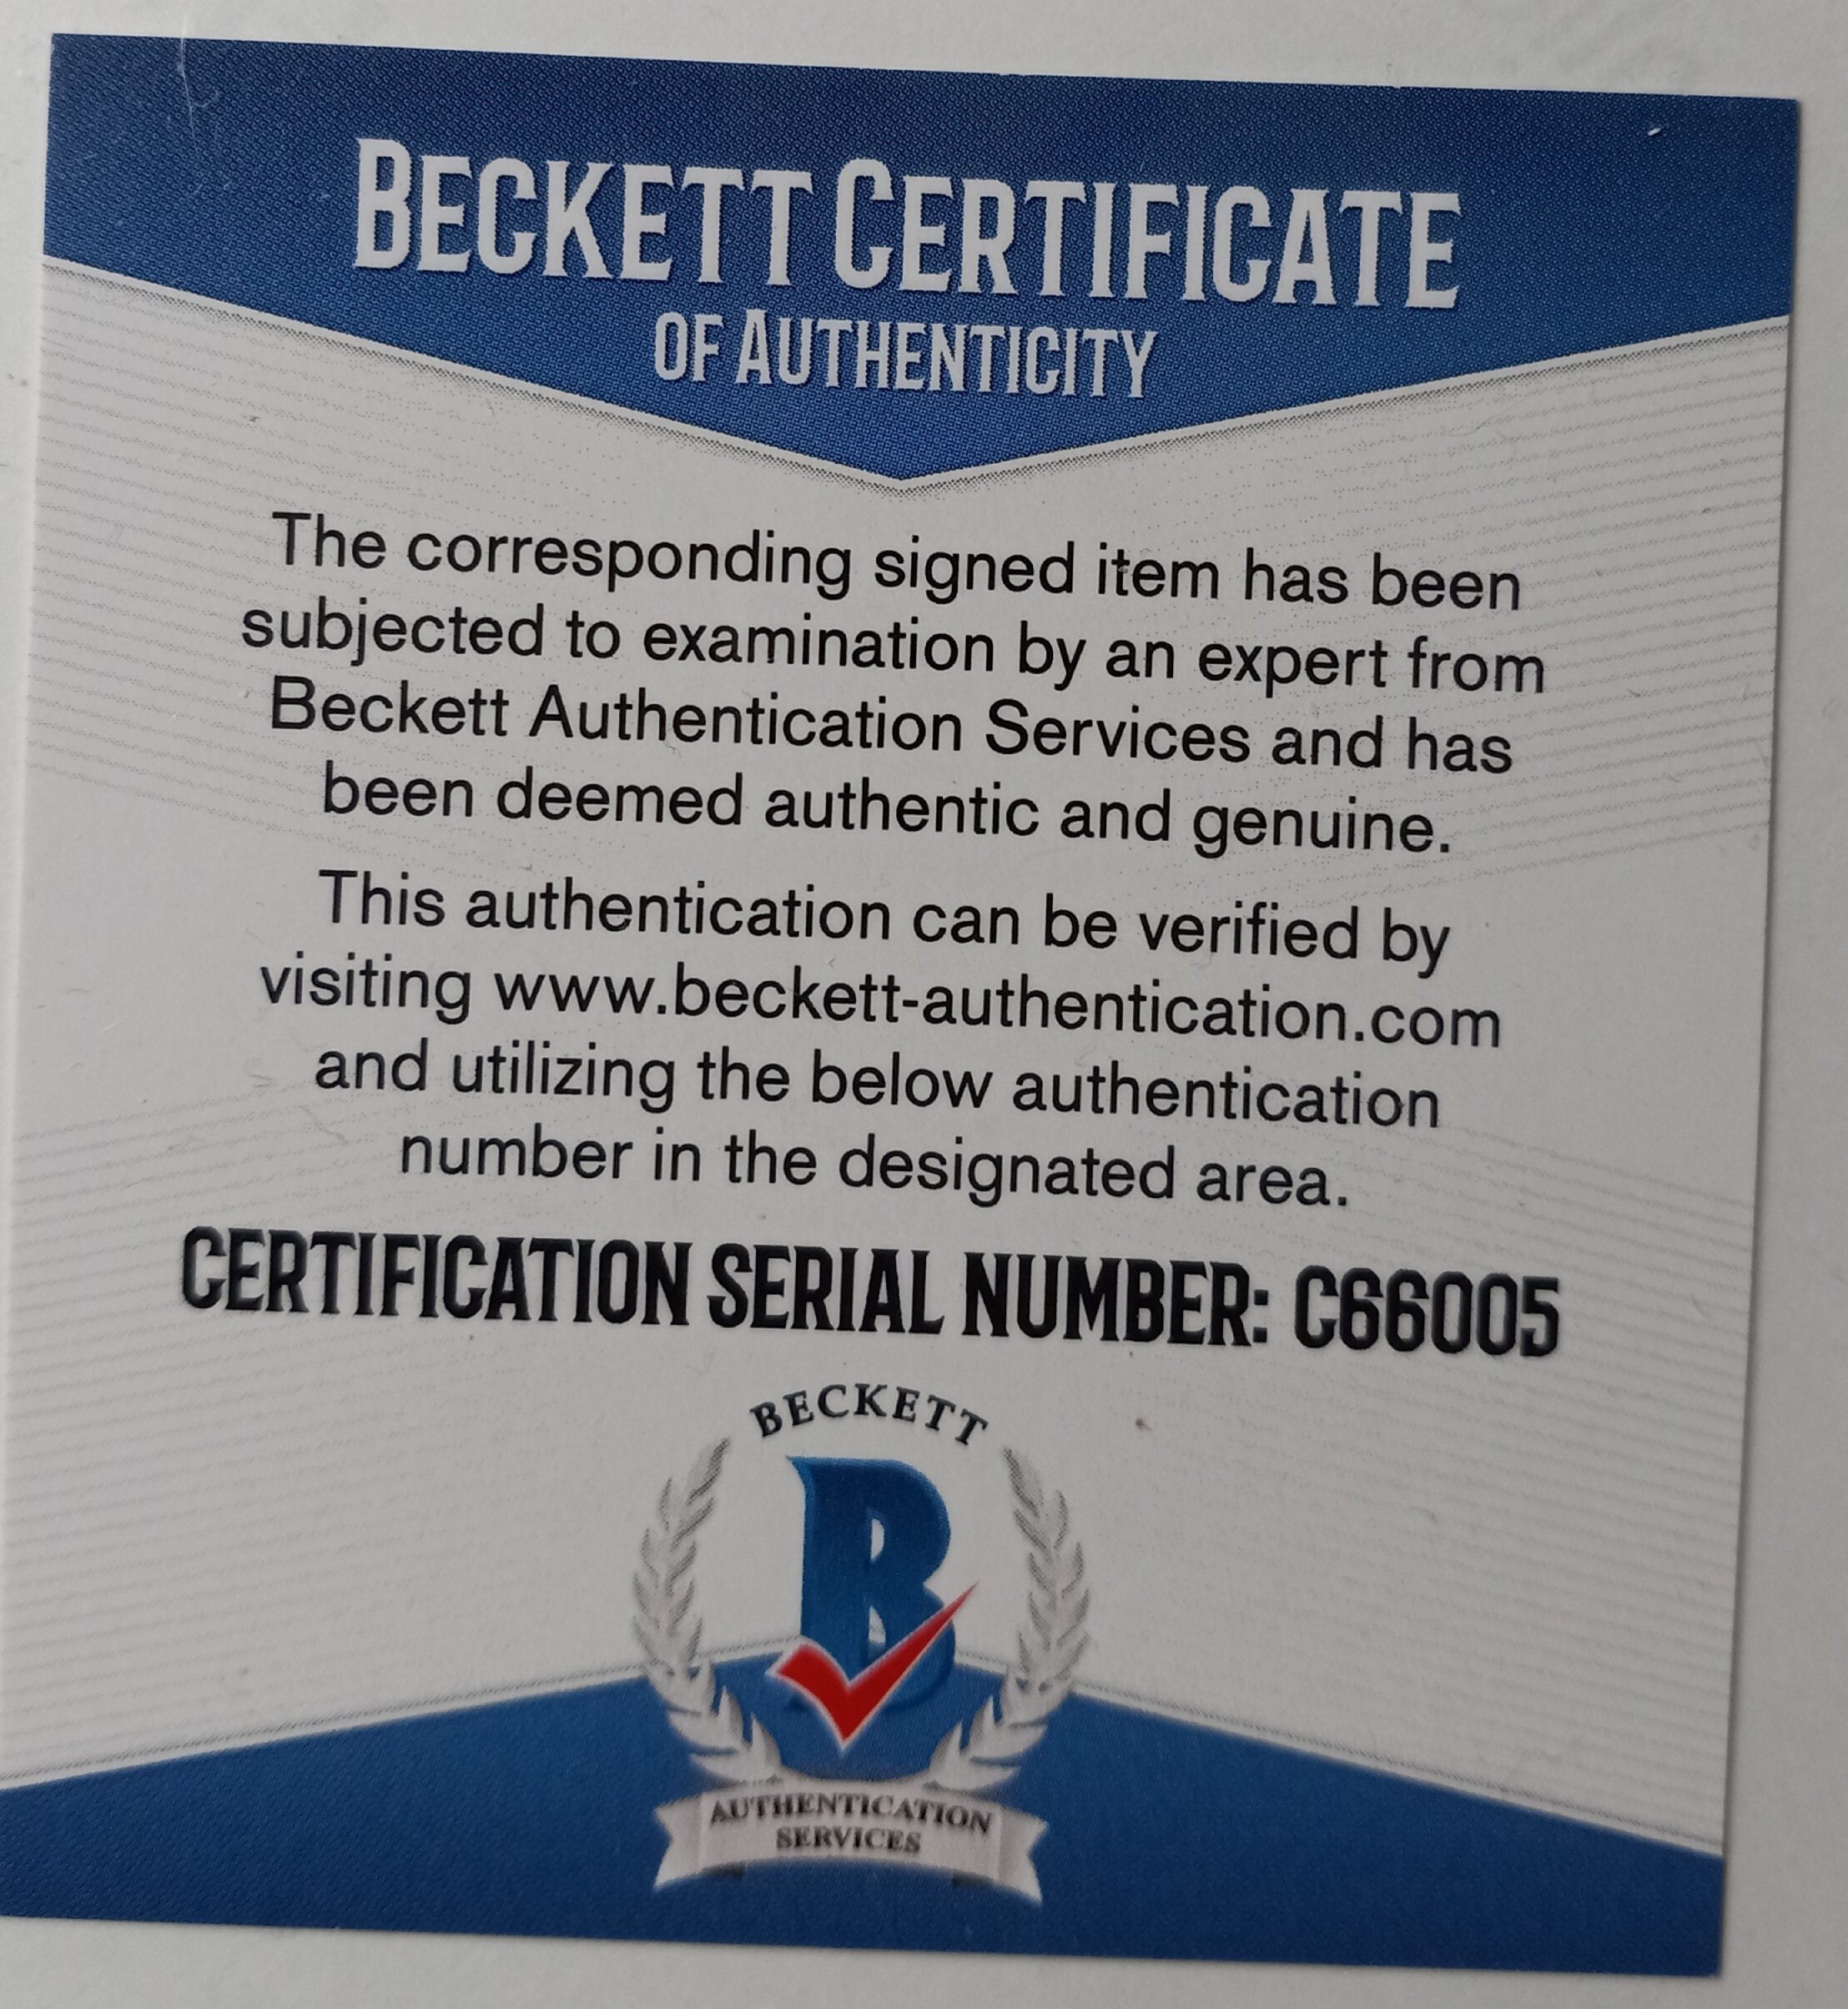 BECKETT CERTIFICATE
OF AUTHENTICITY
The corresponding signed item has been
subjected to examination by an expert from
Beckett Authentication Services and has
been deemed authentic and genuine.
This authentication can be verified by
visiting www.beckett-authentication.com
and utilizing the below authentication
number in the designated area.
CERTIFICATION SERIAL NUMBER: C66005
BECKETT
B
AUTHENTICATION
SERVICES